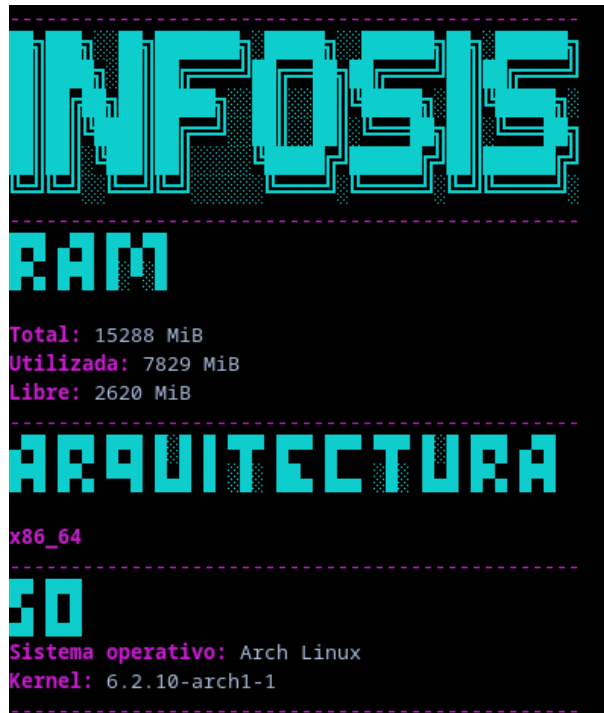 INFOSIS
RAM
Total: 15288 MiB
Utilizada: 7829 MiB
Libre: 2620 MiB
ARQUITECTURA
x86_64
SO
Sistema operativo: Arch Linux
Kernel: 6.2.10-arch1-1